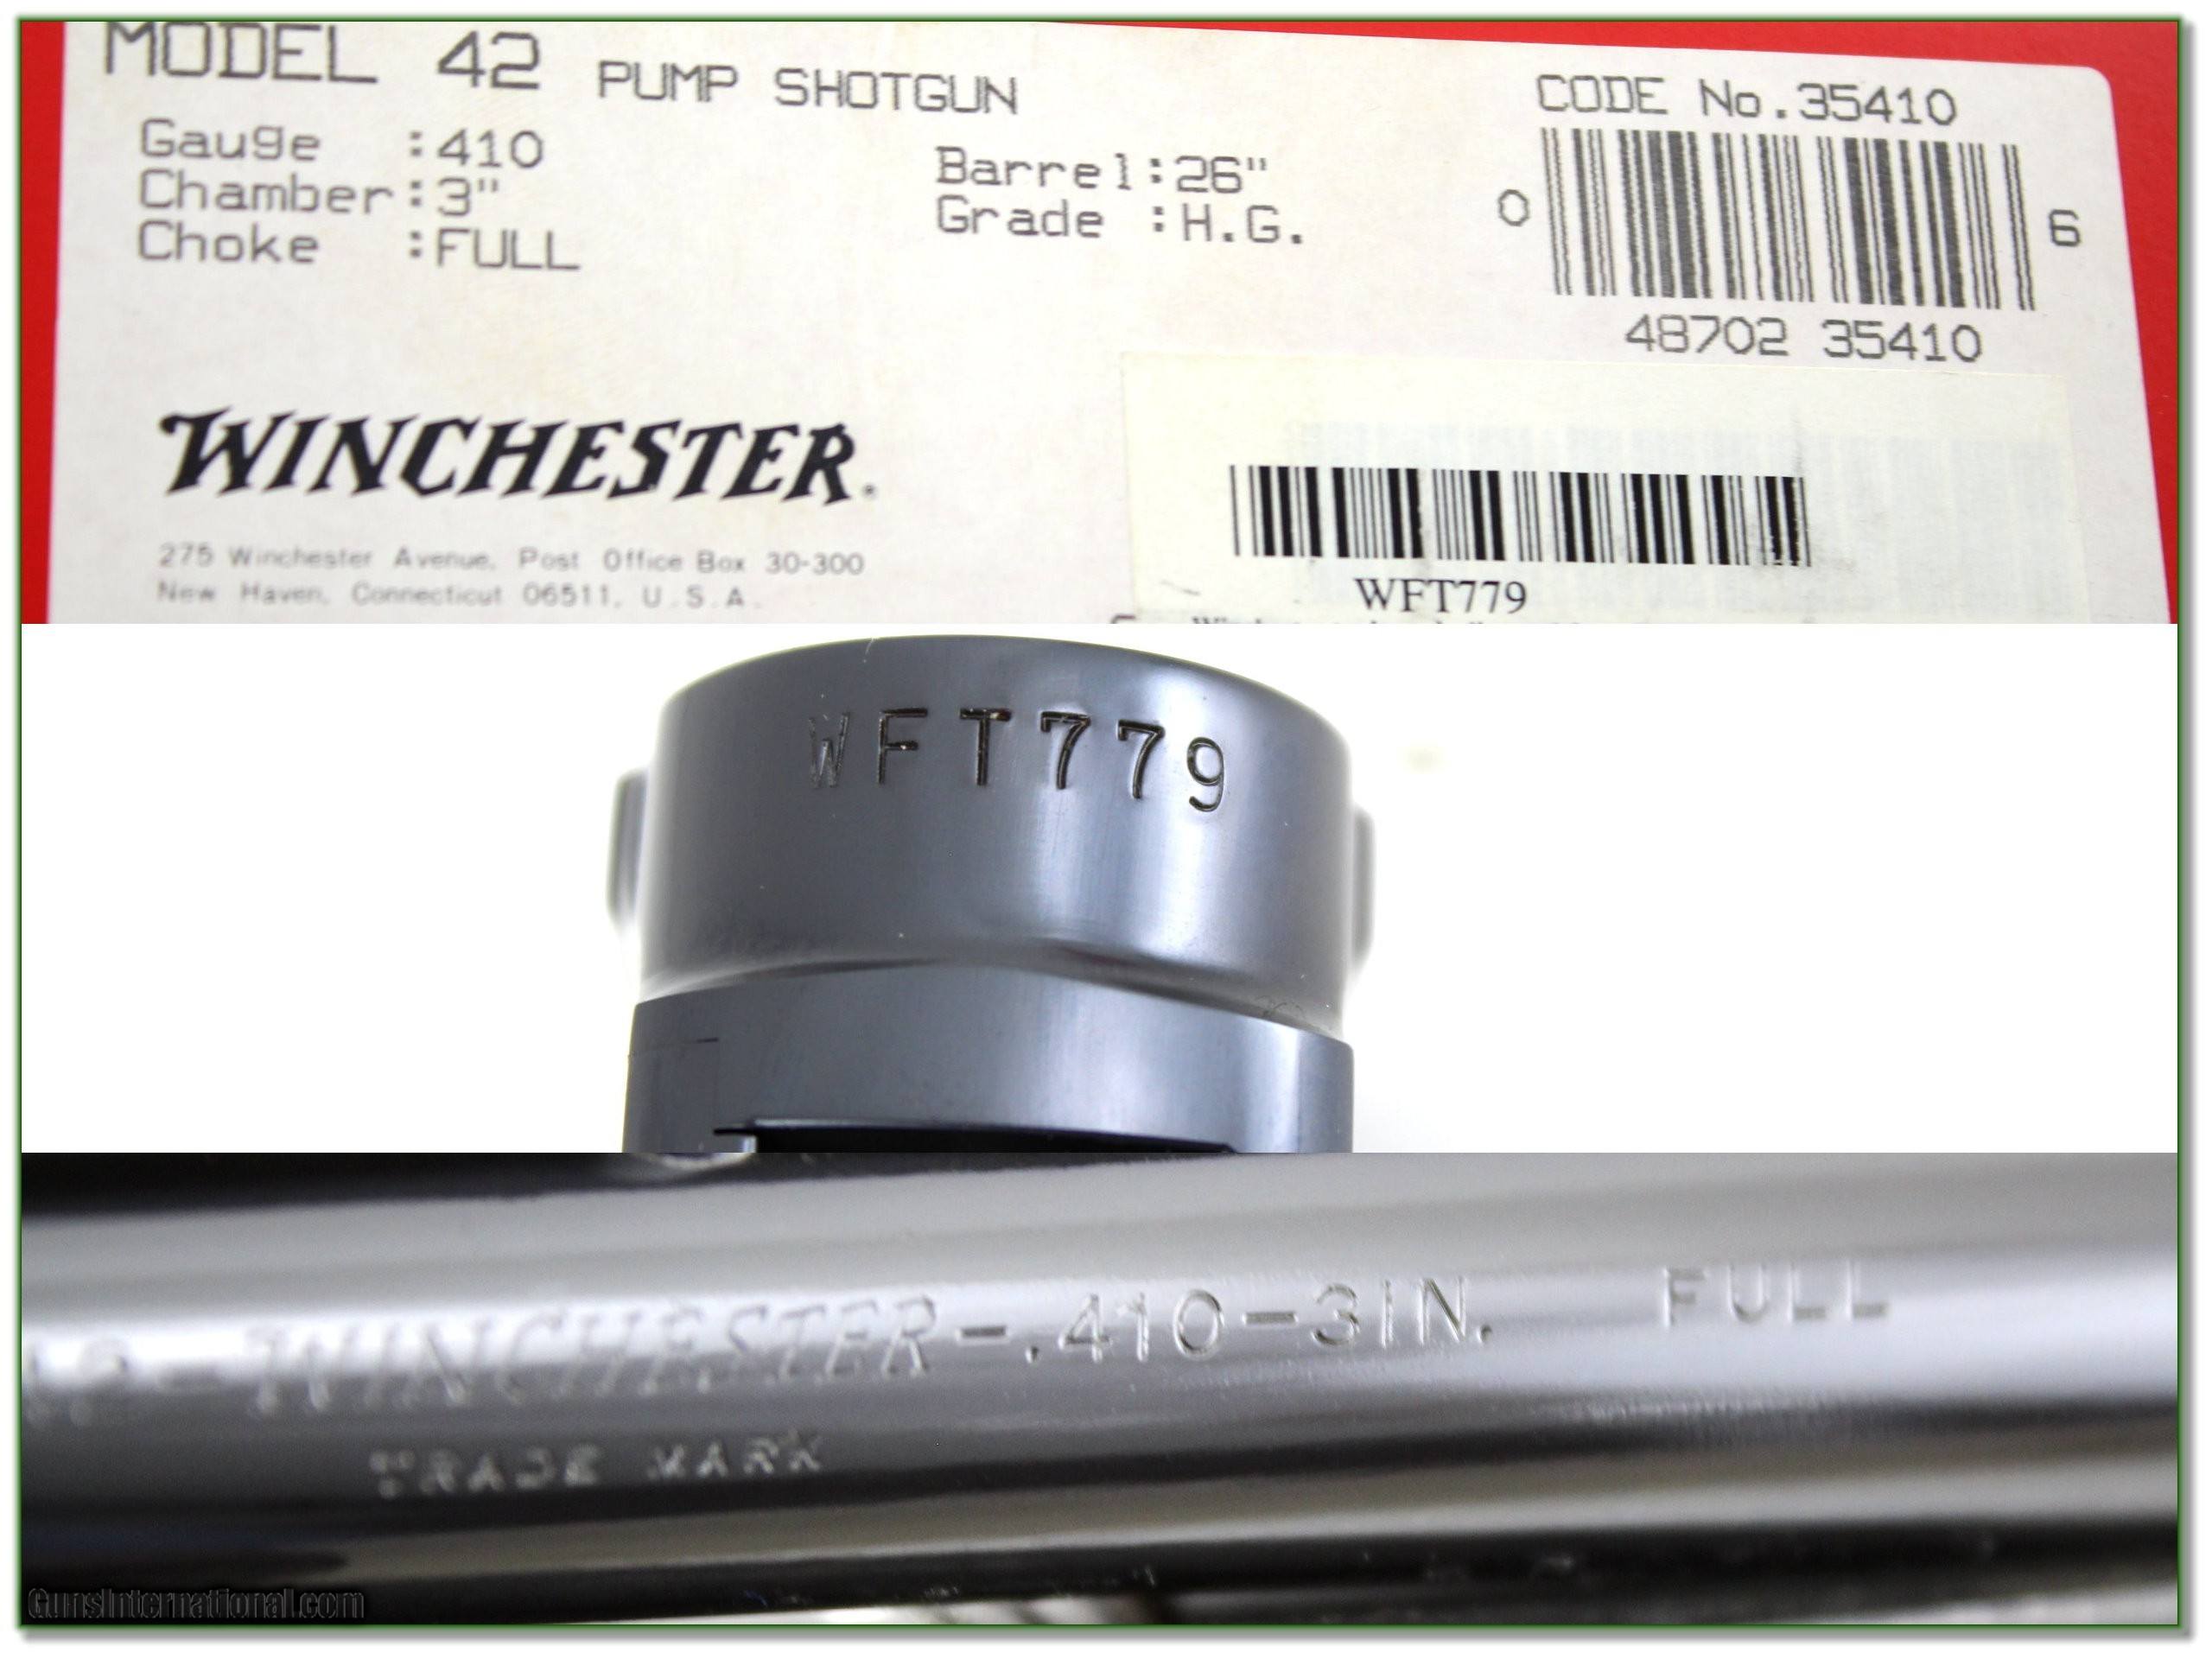 MODEL 42 PUMP SHOTGUN
Gauge :410
Chamber:3"
Choke :FULL
Barrel:26"
Grade :H.G.
CODE No.35410
0
6
48702 35410
WINCHESTER®
275 Winchester Avenue, Post Office Box 30-300
New Haven, Connecticut 06511, U.S.A.
WFT779
WFT779
WINCHESTER-.410-3IN. FULL
TRADE MARK
GunsInternational.com